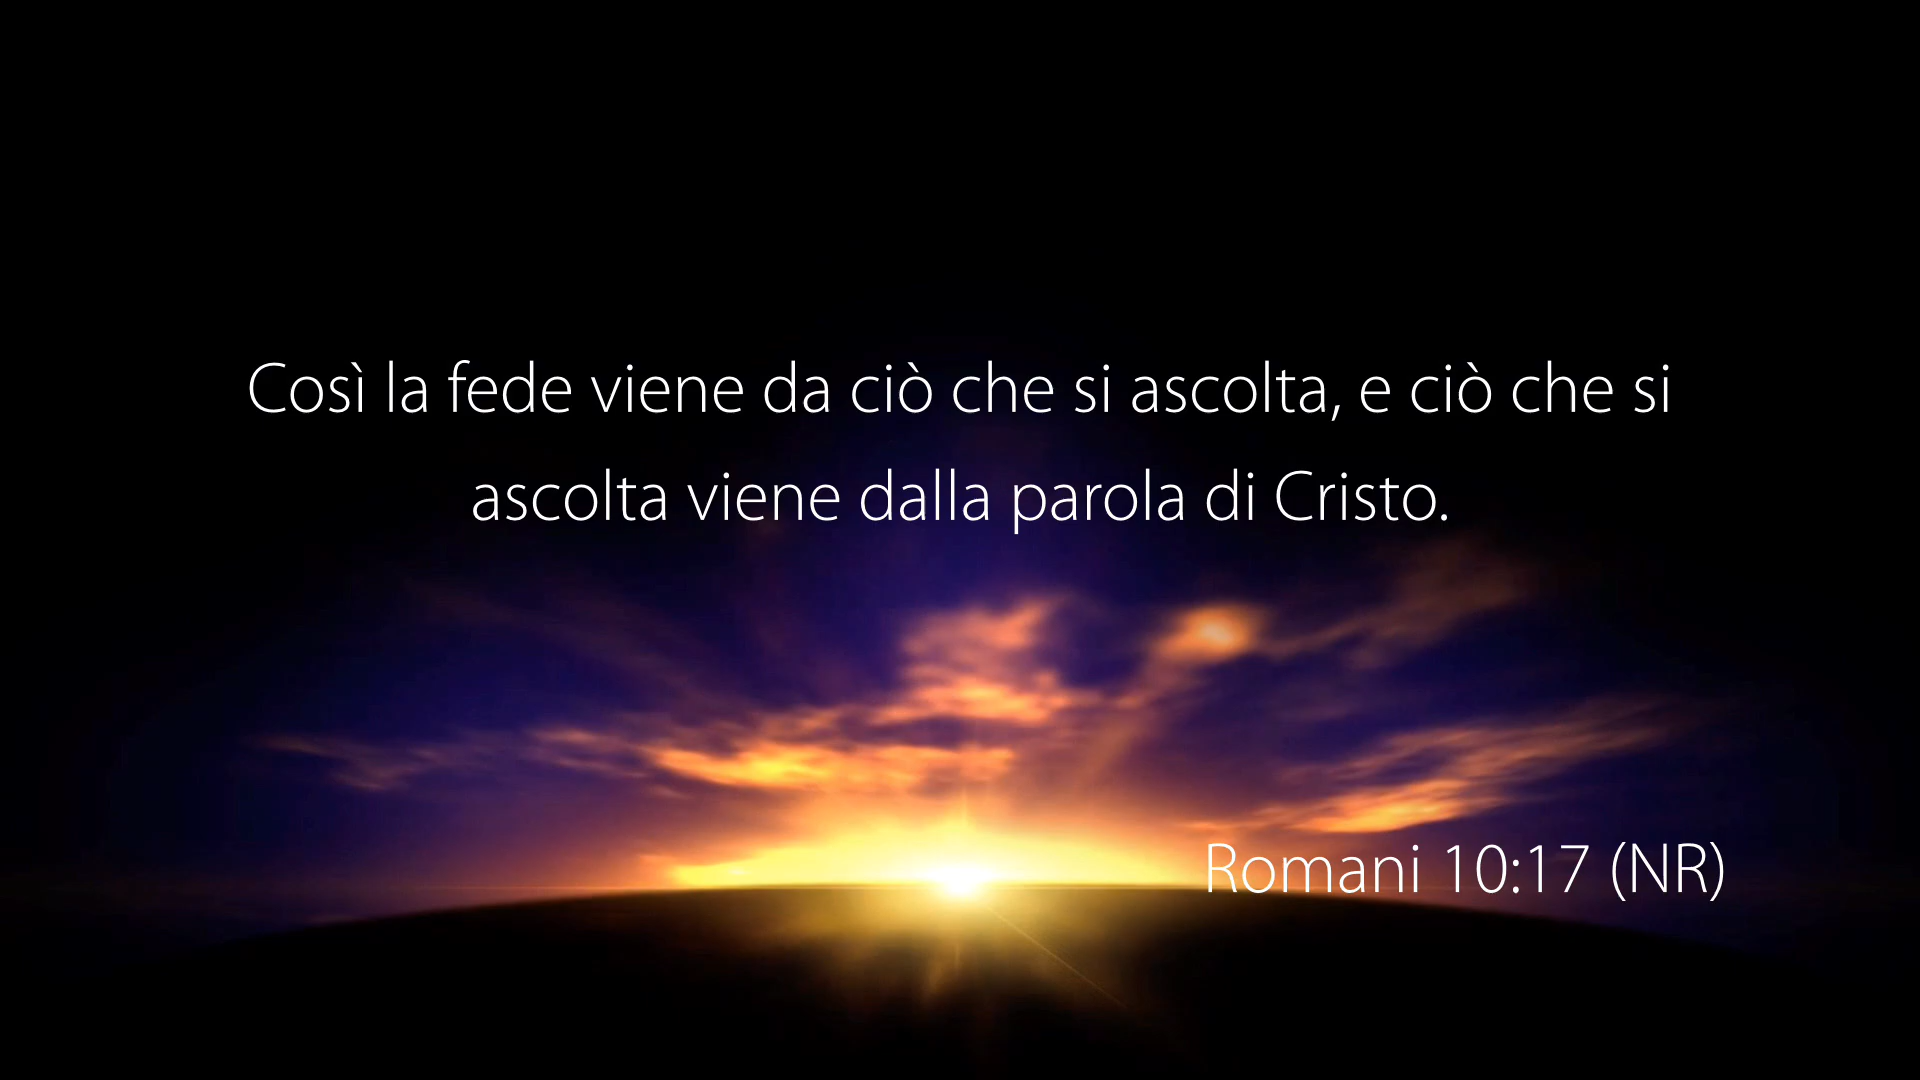 Così la fede viene da ciò che si ascolta, e ciò che si
ascolta viene dalla parola di Cristo.
Romani 10:17 (NR)